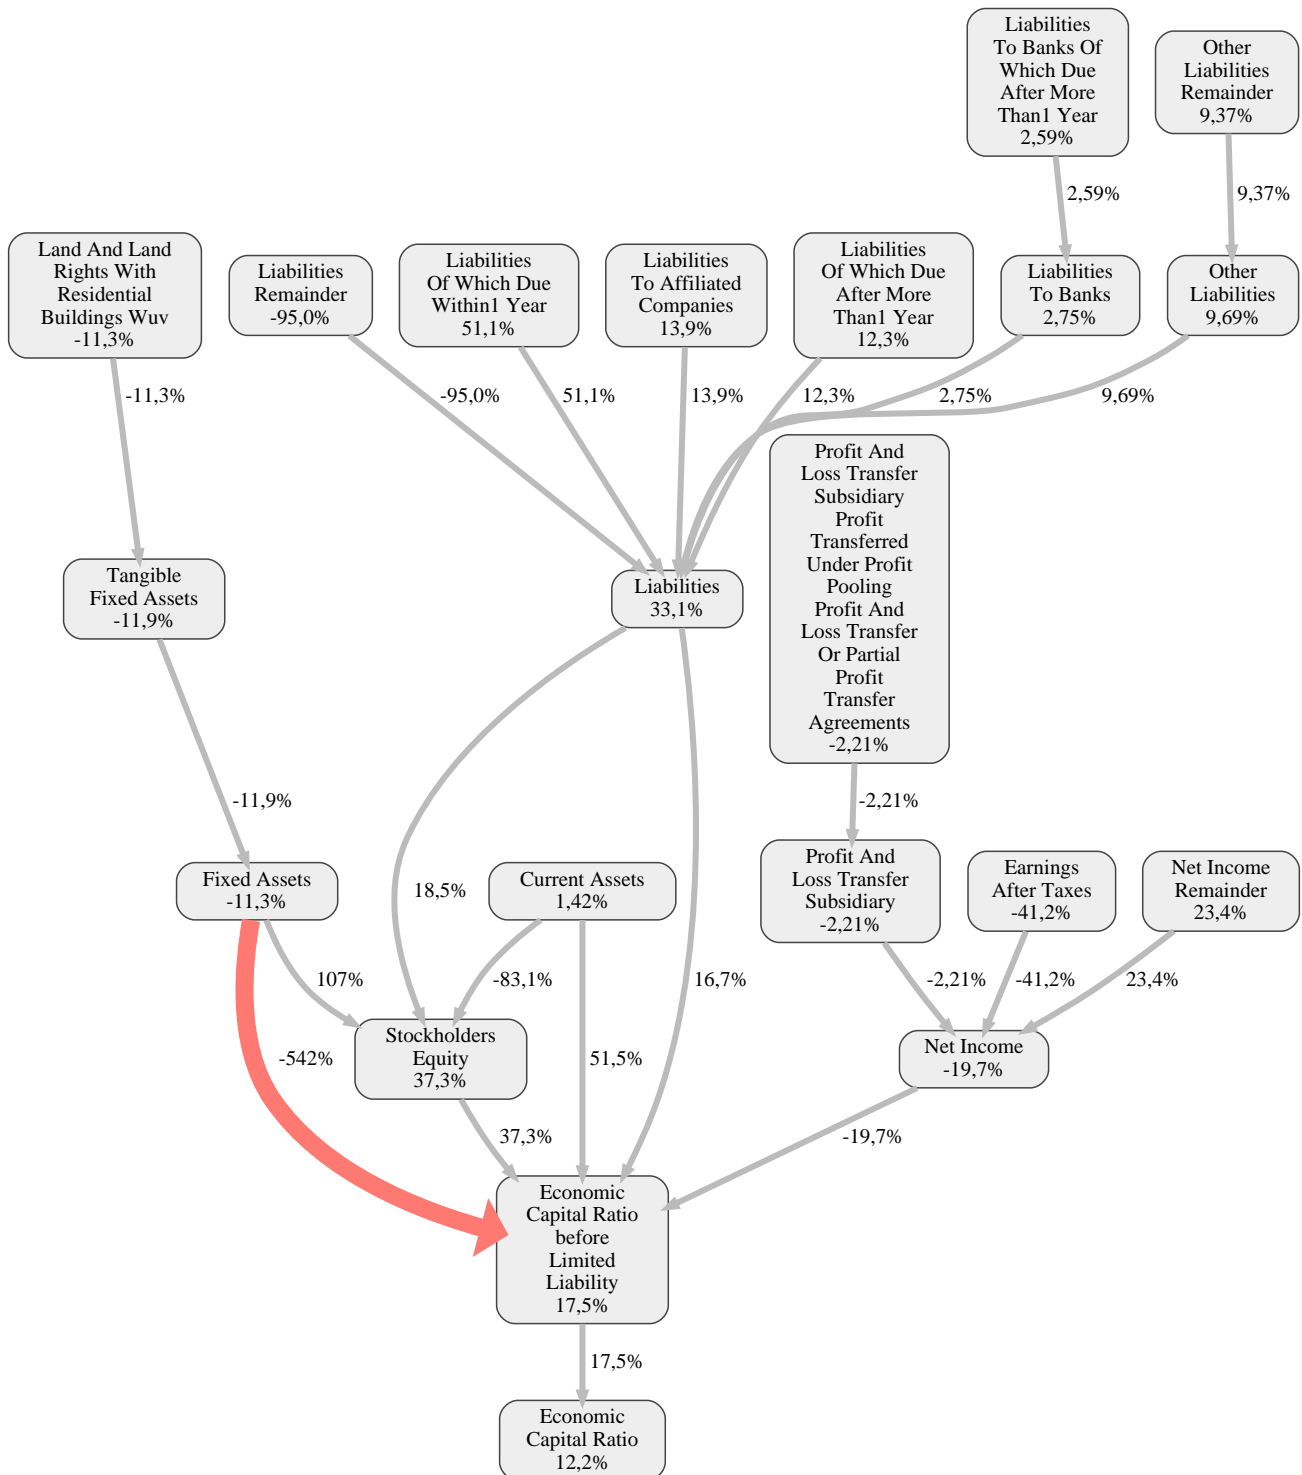 Liabilities
To Banks Of
Which Due
After More
Than1 Year
2,59%
Other
Liabilities
Remainder
9,37%
2,59%
9,37%
Land And Land
Rights With
Residential
Buildings Wuv
-11,3%
Liabilities
Remainder
-95,0%
Liabilities
Of Which Due
Within1 Year
51,1%
Liabilities
To Affiliated
Companies
13,9%
Liabilities
Of Which Due
After More
Than1 Year
12,3%
Liabilities
To Banks
2,75%
Other
Liabilities
9,69%
-11,3%
-95,0%
51,1%
13,9%
12,3%
2,75%
9,69%
Profit And
Loss Transfer
Subsidiary
Profit
Transferred
Under Profit
Pooling
Profit And
Loss Transfer
Or Partial
Profit
Transfer
Agreements
-2,21%
Tangible
Fixed Assets
-11,9%
Liabilities
33,1%
-11,9%
-2,21%
Fixed Assets
-11,3%
18,5%
Current Assets
1,42%
Profit And
Loss Transfer
Subsidiary
-2,21%
Earnings
After Taxes
-41,2%
Net Income
Remainder
23,4%
107%
-83,1%
16,7%
-2,21%
-41,2%
23,4%
Stockholders
Equity
37,3%
-542%
51,5%
Net Income
-19,7%
37,3%
-19,7%
Economic
Capital Ratio
before
Limited
Liability
17,5%
17,5%
Economic
Capital Ratio
12,2%